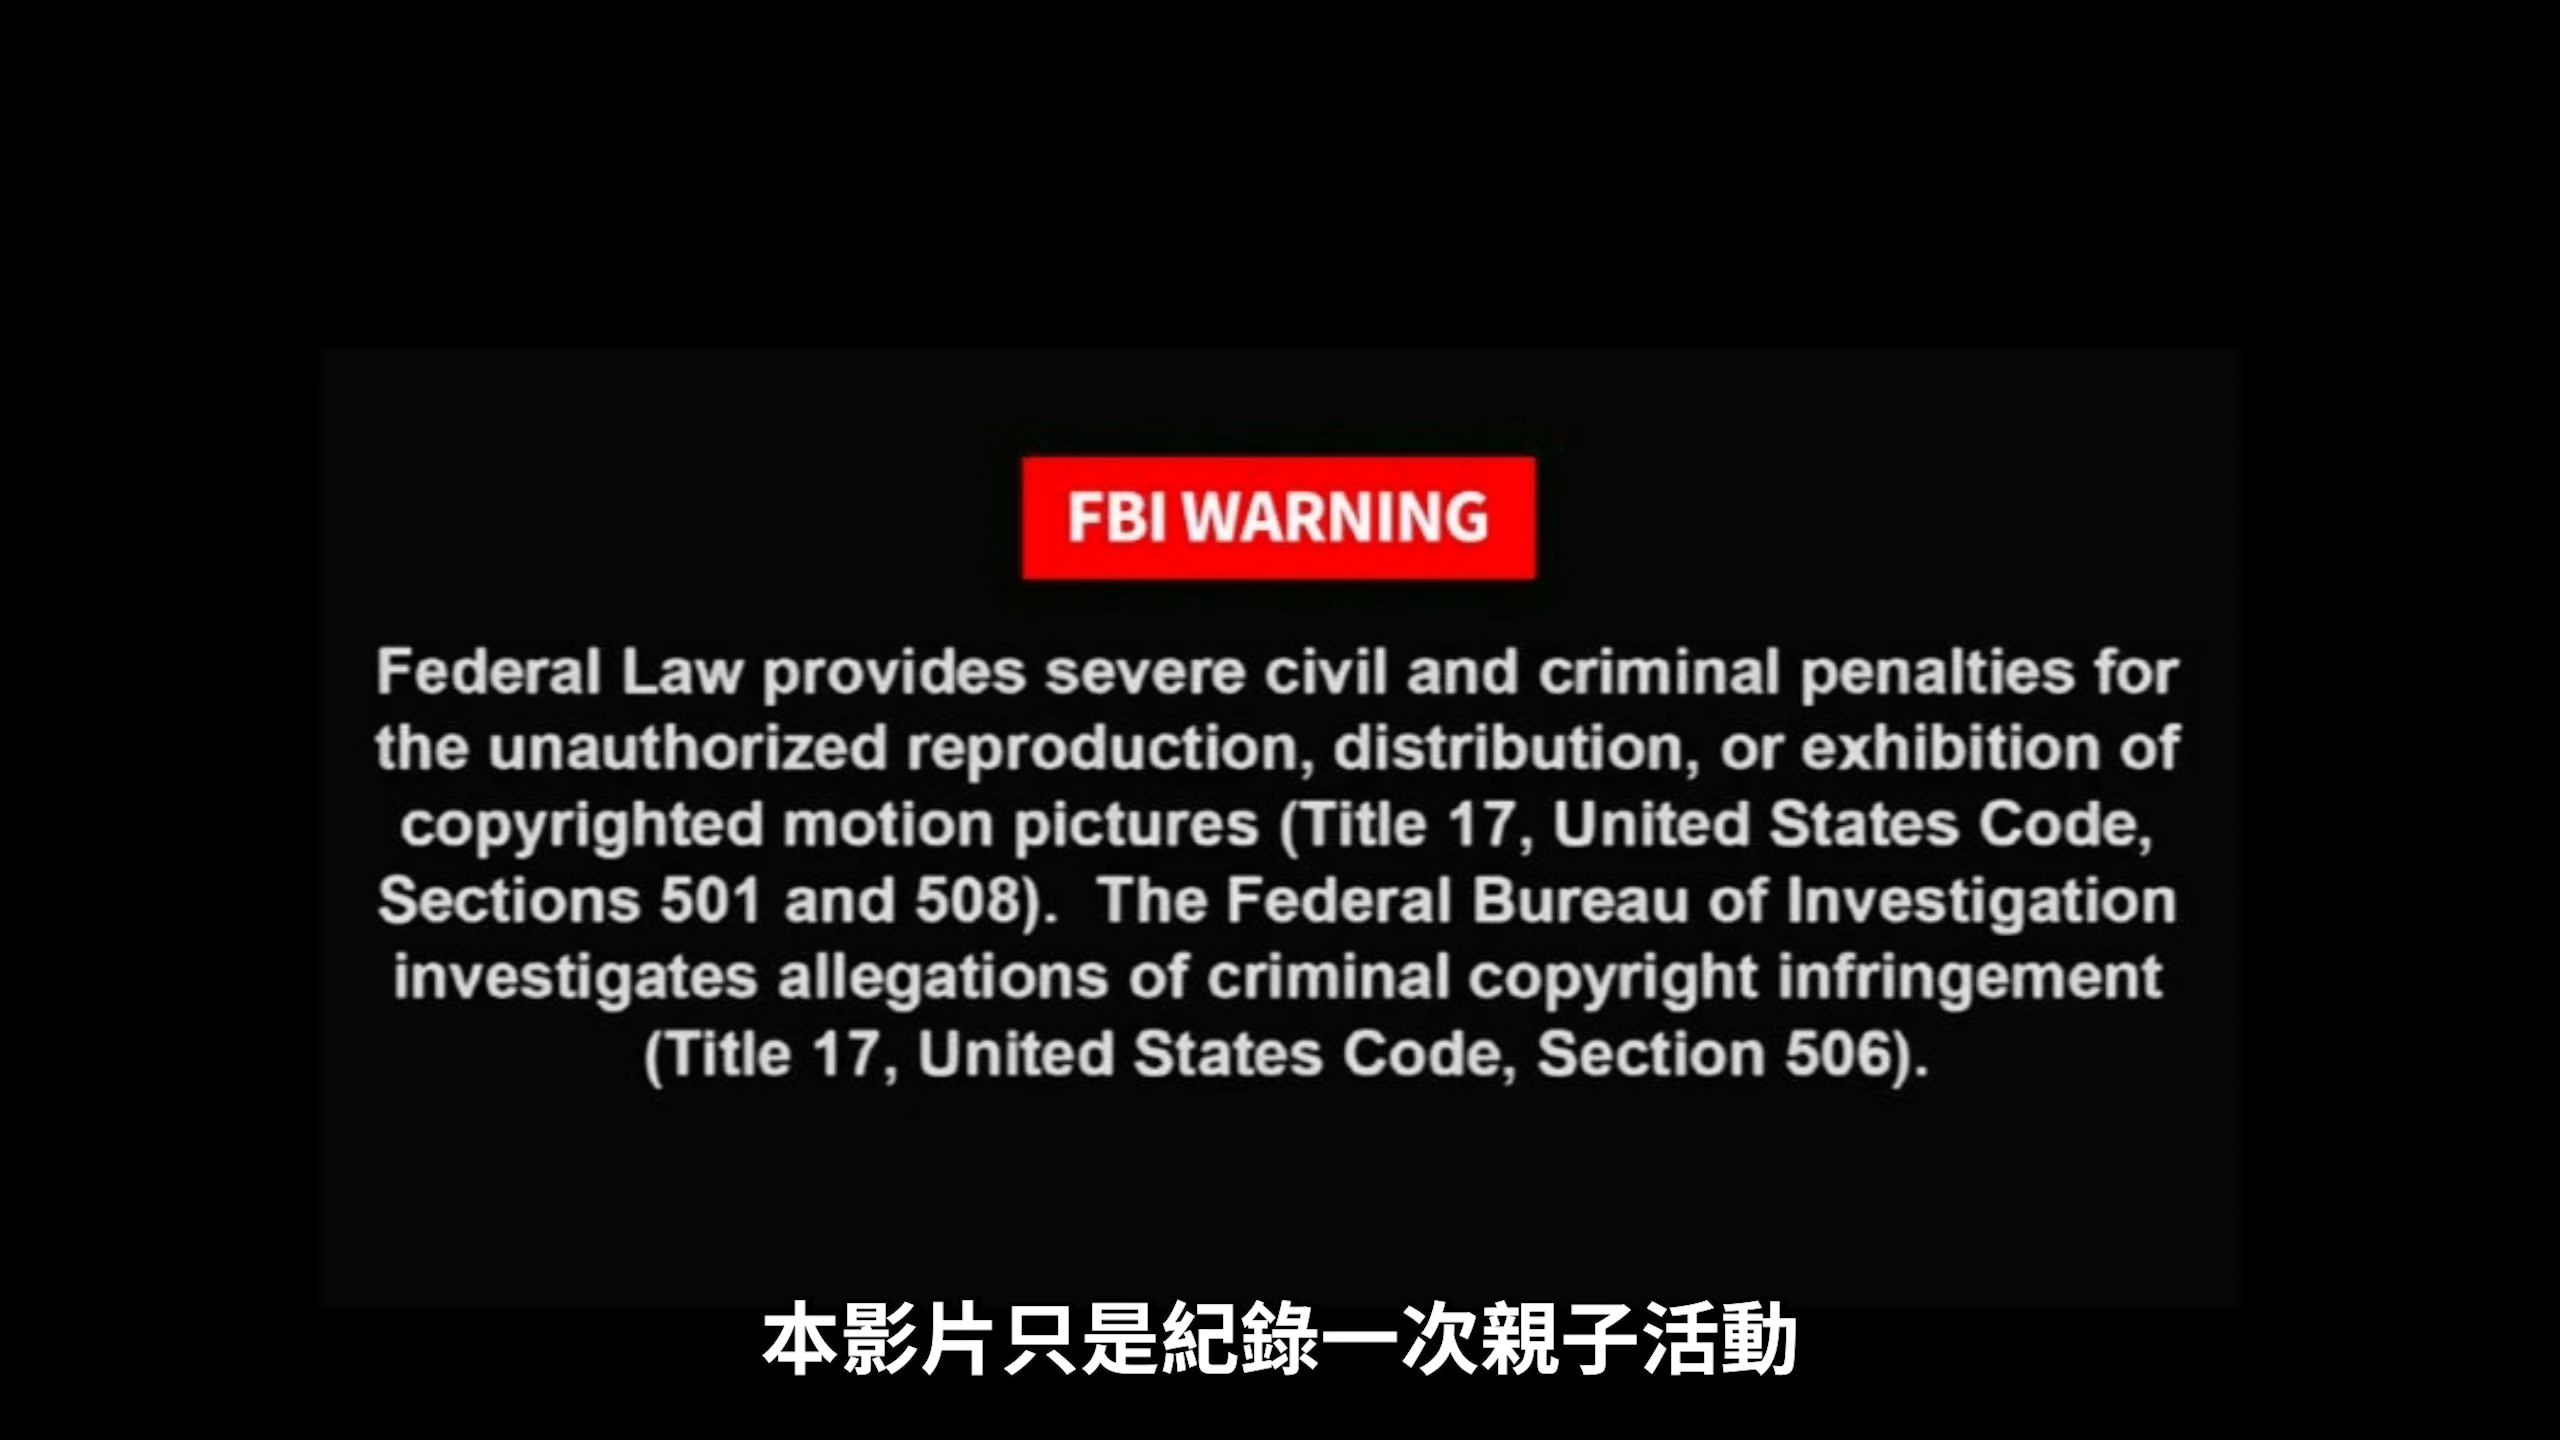 FBI WARNING
Federal Law provides severe civil and criminal penalties for
the unauthorized reproduction, distribution, or exhibition of
copyrighted motion pictures (Title 17, United States Code,
Sections 501 and 508).  The Federal Bureau of Investigation
investigates allegations of criminal copyright infringement
(Title 17, United States Code, Section 506).
本影片只是紀錄一次親子活動